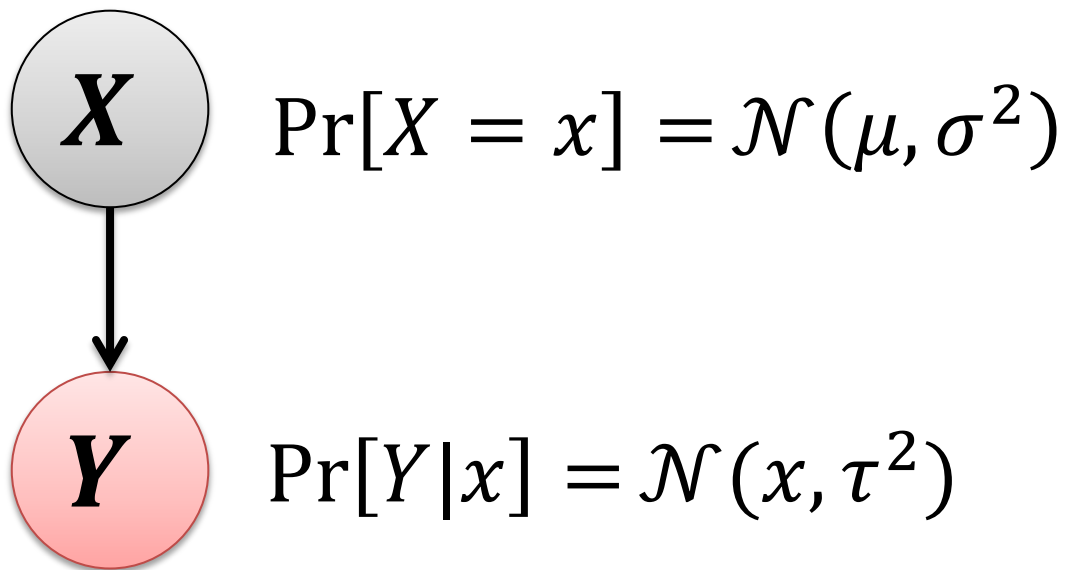 X Pr[X = x] = 𝒩(μ, σ²)
Y Pr[Y|x] = 𝒩(x, τ²)